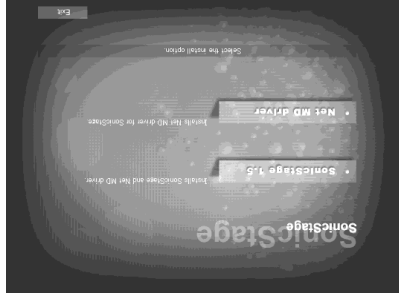 SonicStage
SonicStage
• SonicStage 1.5
Installs SonicStage and Net MD driver
• Net MD driver
Installs Net MD driver for SonicStage
Select the install option.
Exit